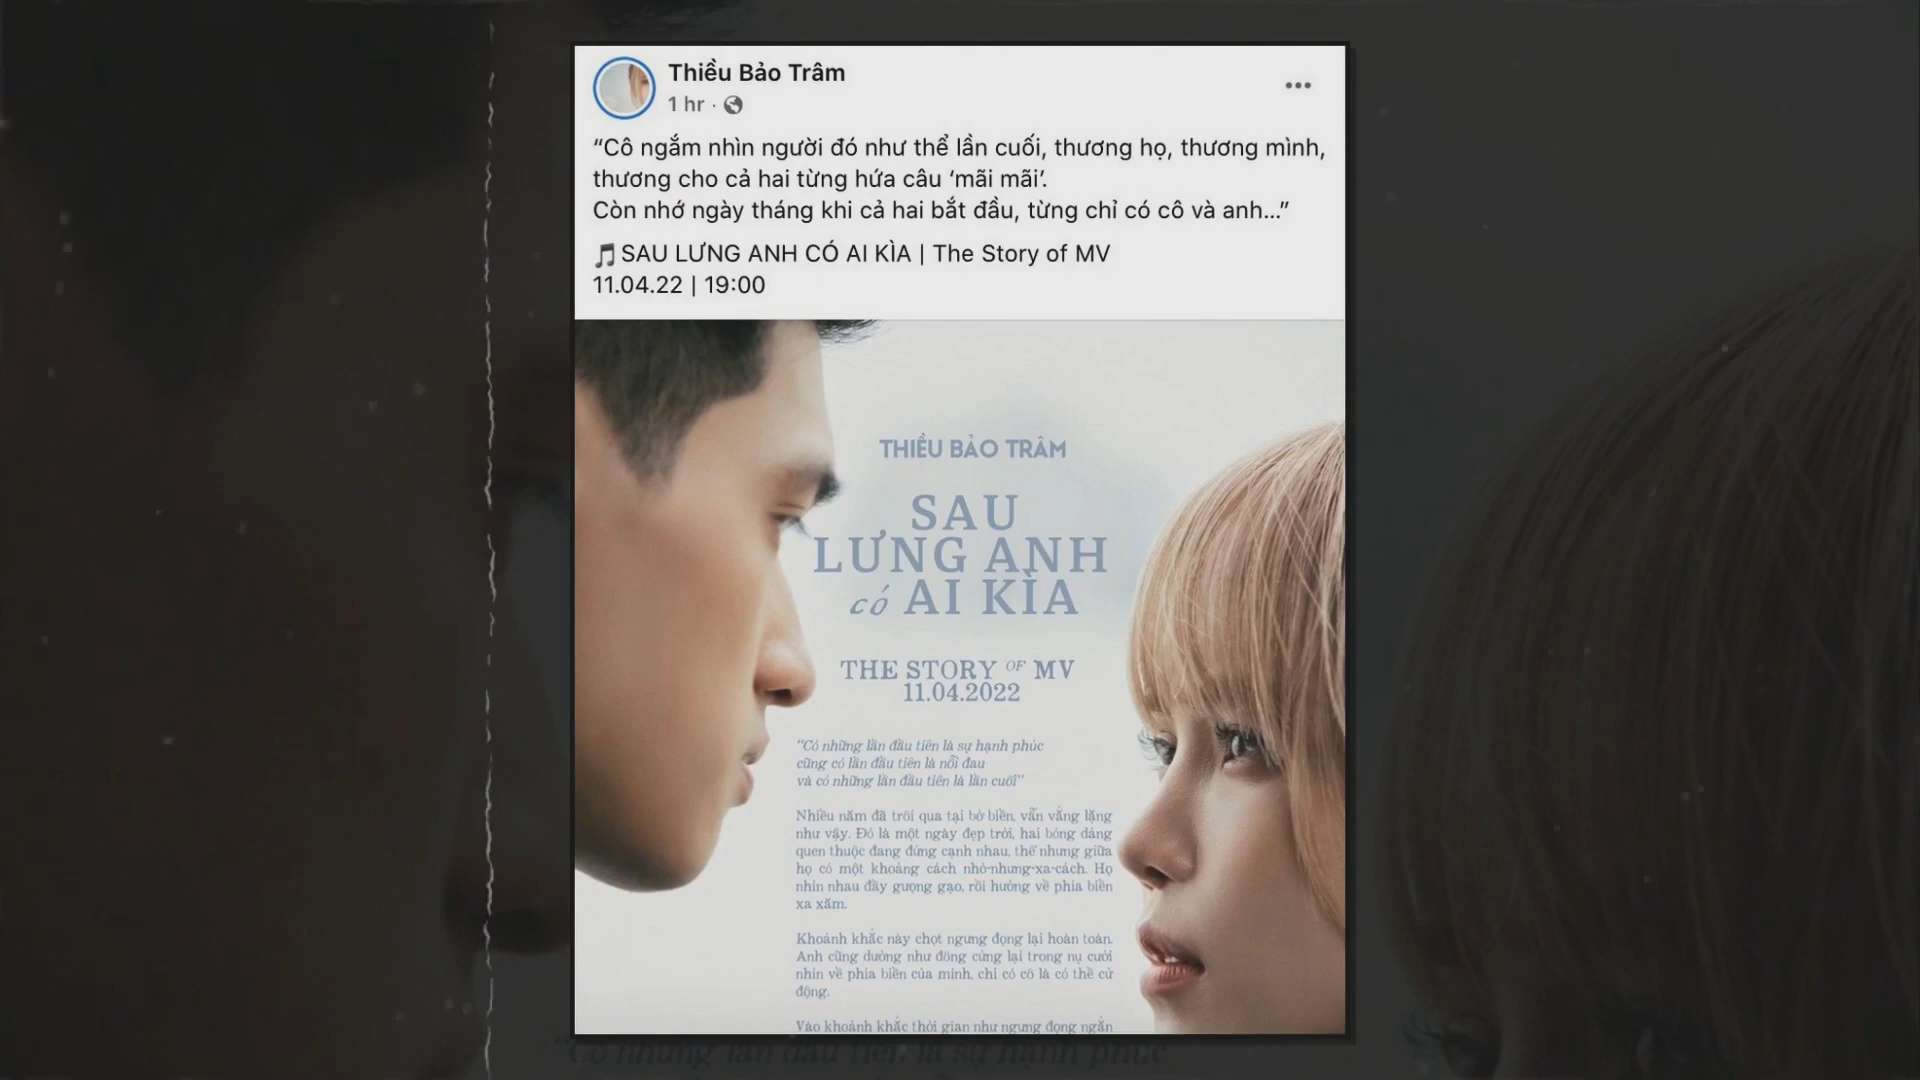 Thiều Bảo Trâm
1 hr ·
“Cô ngắm nhìn người đó như thể lần cuối, thương họ, thương mình,
thương cho cả hai từng hứa câu ‘mãi mãi’.
Còn nhớ ngày tháng khi cả hai bắt đầu, từng chỉ có cô và anh...”
🎵SAU LƯNG ANH CÓ AI KÌA | The Story of MV
11.04.22 | 19:00
THIỀU BẢO TRÂM
SAU
LƯNG ANH
có AI KÌA
THE STORY OF MV
11.04.2022
“Có những lần đầu tiên là sự hạnh phúc
cũng có lần đầu tiên là nỗi đau
và có những lần đầu tiên là lần cuối”
Nhiều năm đã trôi qua tại bờ biển, vẫn vắng lặng
như vậy. Đó là một ngày đẹp trời, hai bóng dáng
quen thuộc đang đứng cạnh nhau, thế nhưng giữa
họ có một khoảng cách nhỏ-nhưng-xa-cách. Họ
nhìn nhau đầy gượng gạo, rồi hướng về phía biển
xa xăm.
Khoảnh khắc này chợt ngưng đọng lại hoàn toàn.
Anh cũng dường như đông cứng lại trong nụ cười
nhìn về phía biển của mình, chỉ có cô là có thể cử
động.
Vào khoảnh khắc thời gian như ngưng đọng ngắn
“Có những lần đầu tiên là sự hạnh phúc